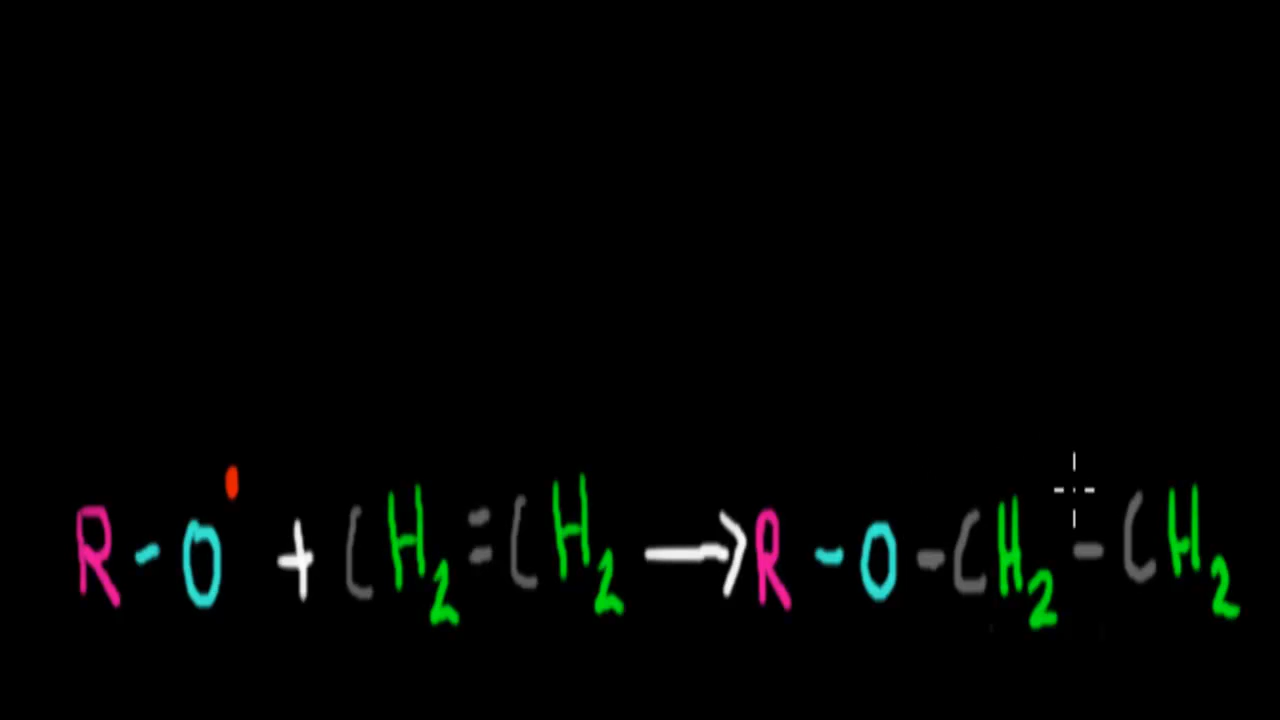 R-O• + CH₂=CH₂ → R-O-CH₂-CH₂